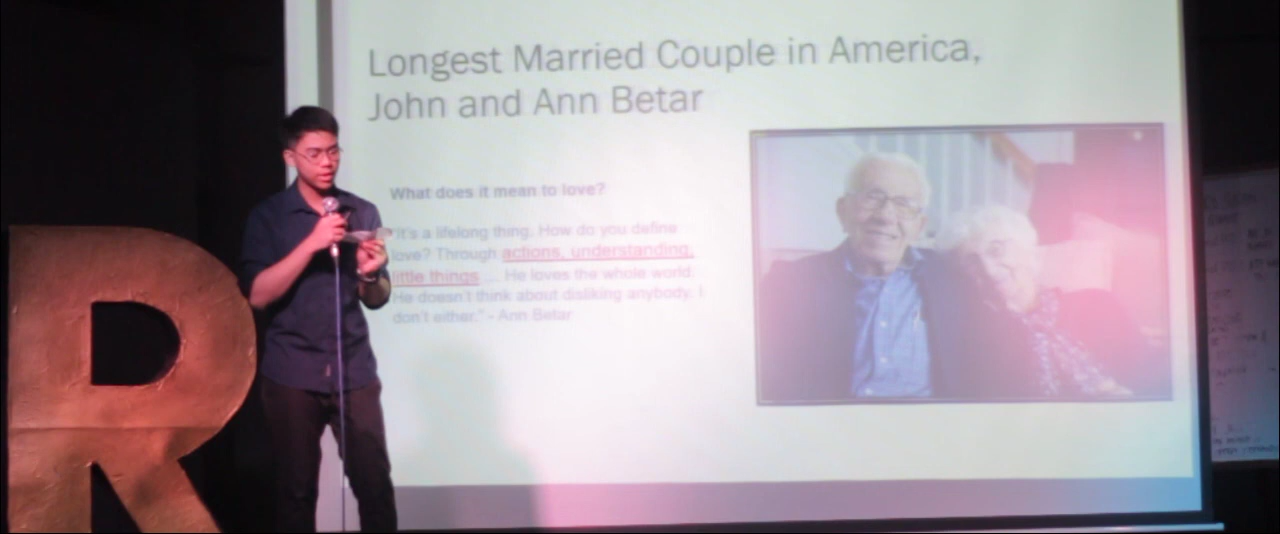 Longest Married Couple in America,
John and Ann Betar
What does it mean to love?
"It's a lifelong thing. How do you define
love? Through actions, understanding,
little things.... He loves the whole world.
He doesn't think about disliking anybody. I
don't either." - Ann Betar
R